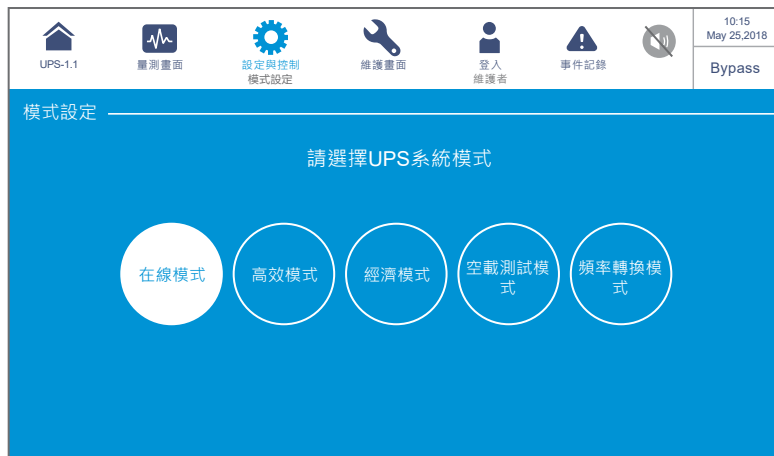 UPS-1.1
量測畫面
設定與控制
模式設定
維護畫面
登入
維護者
事件記錄
10:15
May 25,2018
Bypass
模式設定
請選擇UPS系統模式
在線模式
高效模式
經濟模式
空載測試模
式
頻率轉換模
式